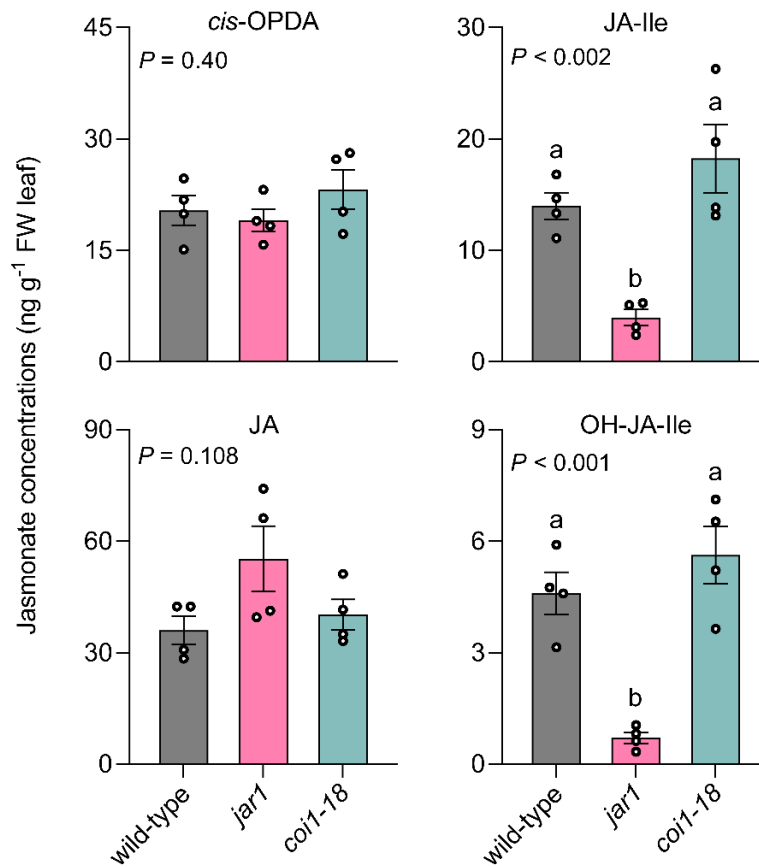 Jasmonate concentrations (ng g⁻¹ FW leaf)
cis-OPDA
P = 0.40
45
30
15
0
JA-Ile
P < 0.002
30
20
10
0
a
b
a
JA
P = 0.108
90
60
30
0
wild-type
jar1
coi1-18
OH-JA-Ile
P < 0.001
9
6
3
0
a
b
a
wild-type
jar1
coi1-18